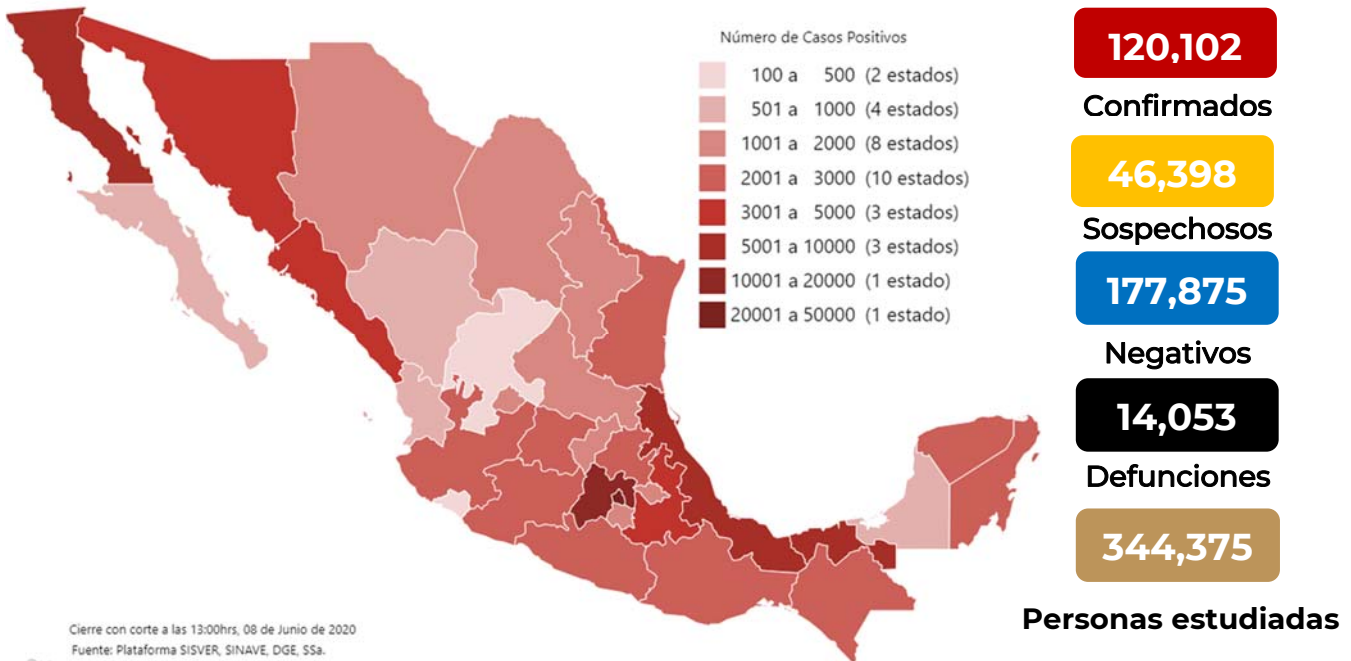 Número de Casos Positivos
100 a 500 (2 estados)
501 a 1000 (4 estados)
1001 a 2000 (8 estados)
2001 a 3000 (10 estados)
3001 a 5000 (3 estados)
5001 a 10000 (3 estados)
10001 a 20000 (1 estado)
20001 a 50000 (1 estado)
120,102
Confirmados
46,398
Sospechosos
177,875
Negativos
14,053
Defunciones
344,375
Personas estudiadas
Cierre con corte a las 13:00hrs, 08 de Junio de 2020
Fuente: Plataforma SISVER, SINAVE, DGE, SSa.